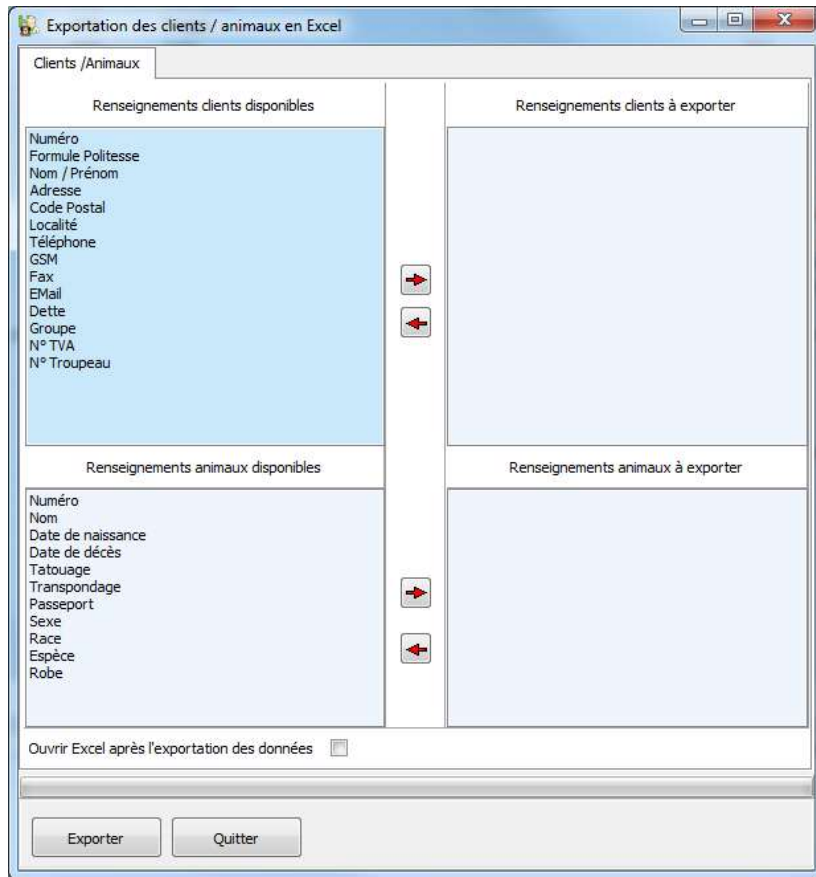 Exportation des clients / animaux en Excel
Clients /Animaux
Renseignements clients disponibles
Renseignements clients à exporter
Numéro
Formule Politesse
Nom / Prénom
Adresse
Code Postal
Localité
Téléphone
GSM
Fax
EMail
Dette
Groupe
N° TVA
N° Troupeau
Renseignements animaux disponibles
Renseignements animaux à exporter
Numéro
Nom
Date de naissance
Date de décès
Tatouage
Transpondage
Passeport
Sexe
Race
Espèce
Robe
Ouvrir Excel après l'exportation des données
Exporter
Quitter